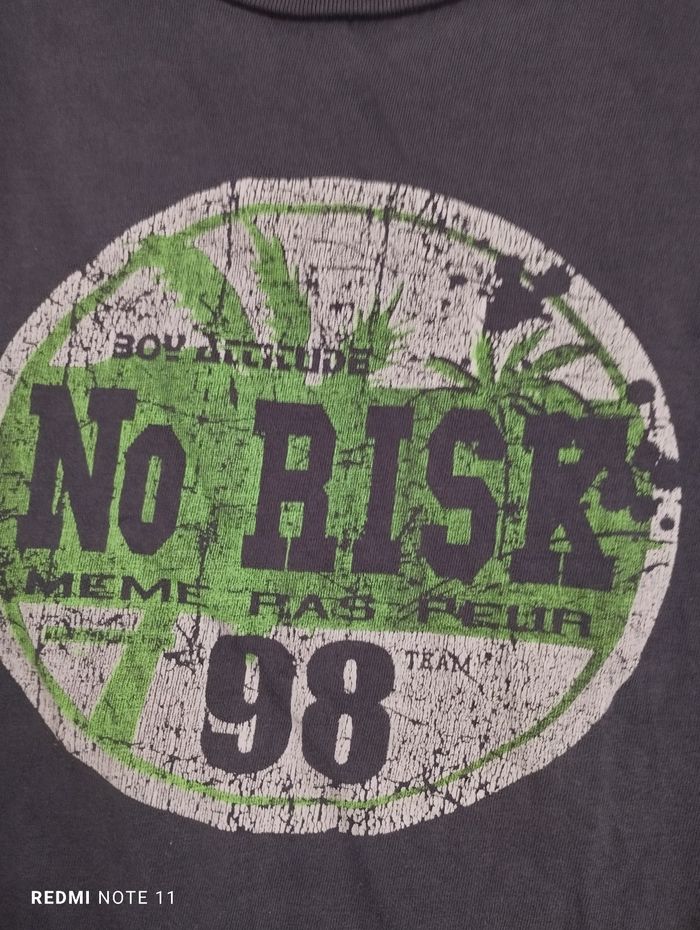 BOY ATTITUDE
No RISK
MEME PAS PEUR
98 TEAM
REDMI NOTE 11